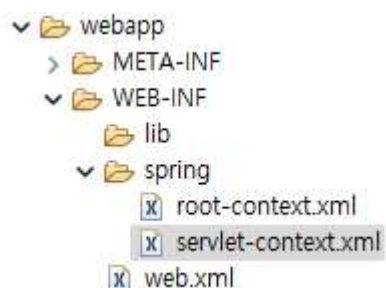 webapp
META-INF
WEB-INF
lib
spring
root-context.xml
servlet-context.xml
web.xml